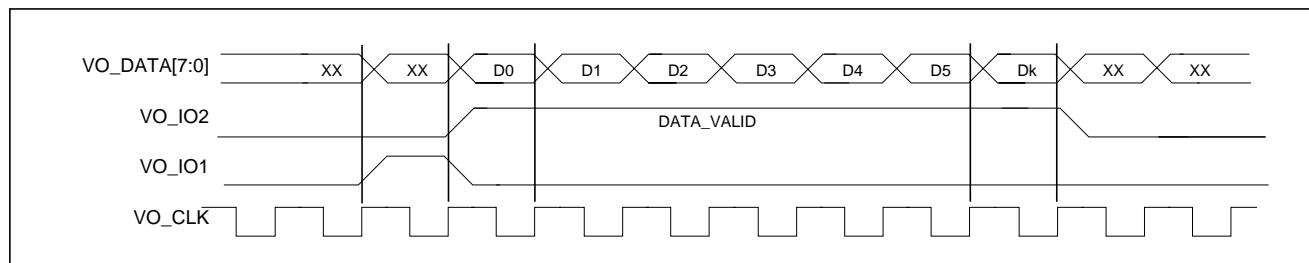 VO_DATA[7:0] XX XX D0 D1 D2 D3 D4 D5 Dk XX XX
VO_IO2 DATA_VALID
VO_IO1
VO_CLK